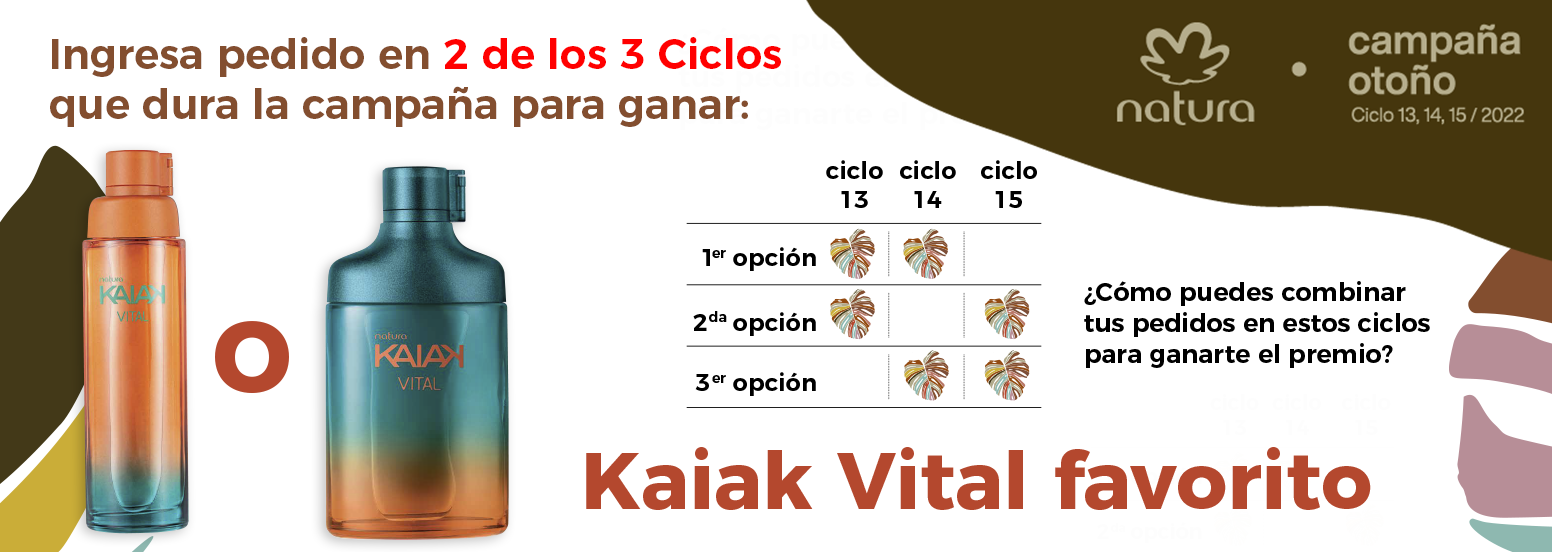 Ingresa pedido en 2 de los 3 Ciclos
que dura la campaña para ganar:
natura
campaña
otoño
Ciclo 13, 14, 15 / 2022
natura
KAIAK
VITAL
O
natura
KAIAK
VITAL
ciclo ciclo ciclo
13 14 15
1er opción
2da opción
3er opción
¿Cómo puedes combinar
tus pedidos en estos ciclos
para ganarte el premio?
Kaiak Vital favorito